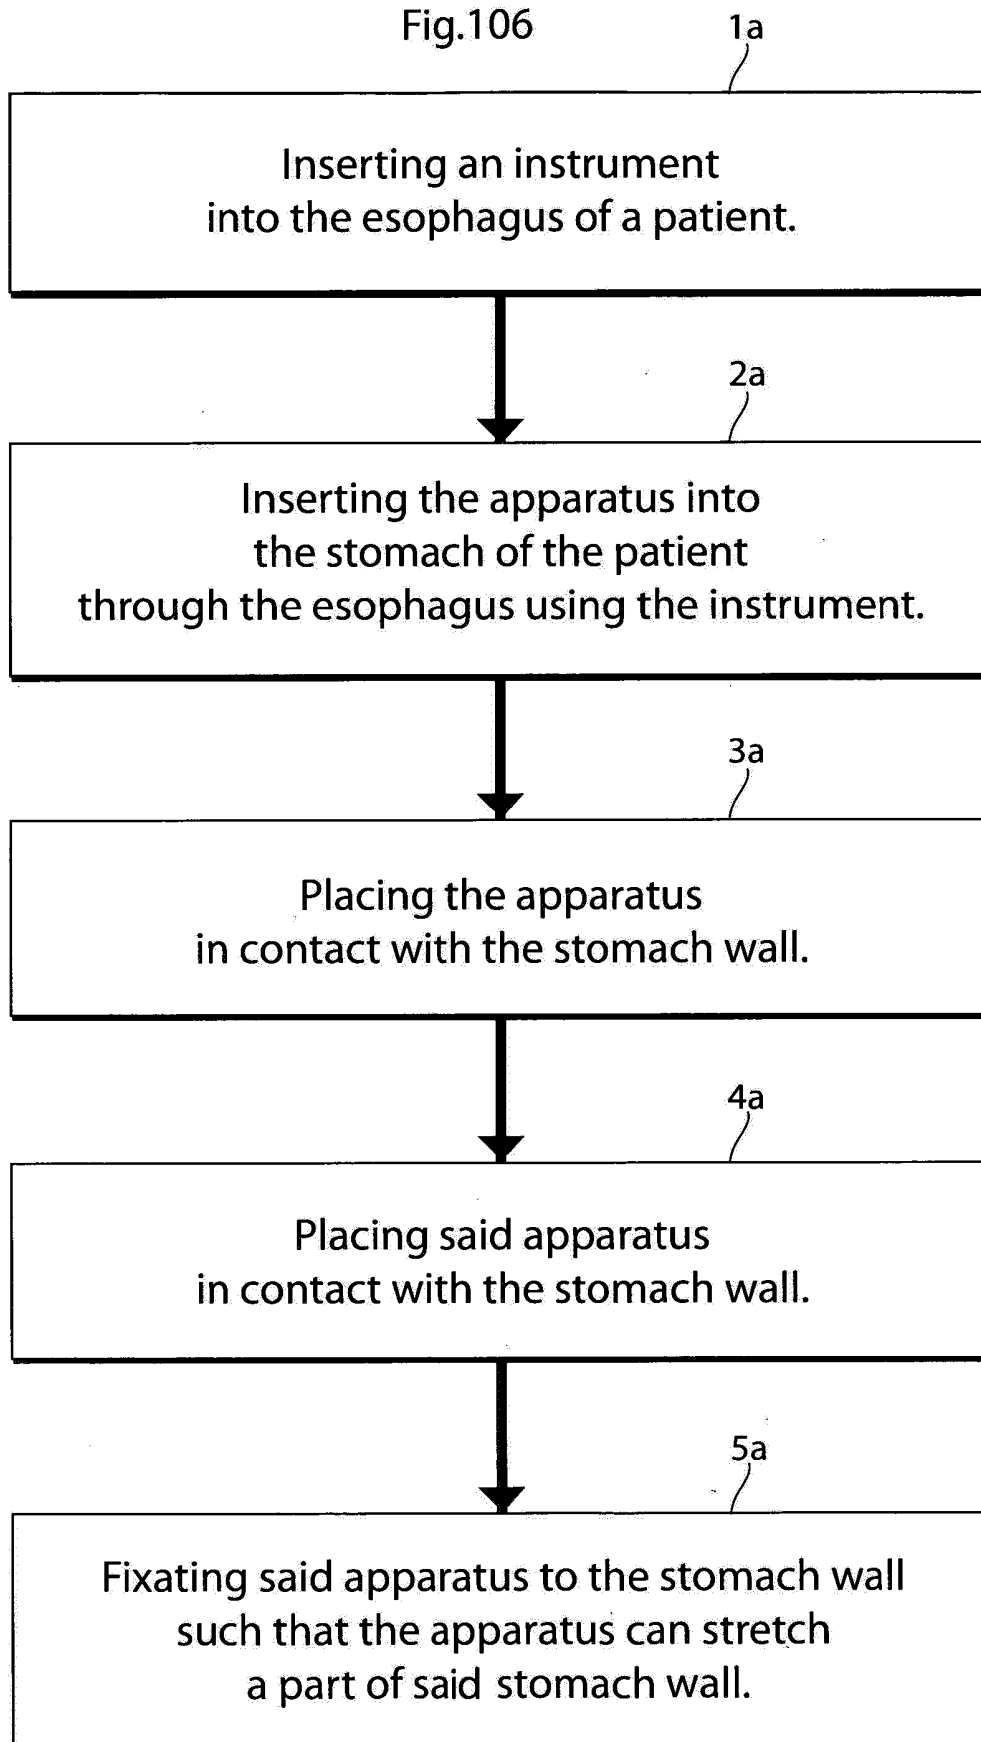 Fig.106
1a
Inserting an instrument
into the esophagus of a patient.
2a
Inserting the apparatus into
the stomach of the patient
through the esophagus using the instrument.
3a
Placing the apparatus
in contact with the stomach wall.
4a
Placing said apparatus
in contact with the stomach wall.
5a
Fixating said apparatus to the stomach wall
such that the apparatus can stretch
a part of said stomach wall.